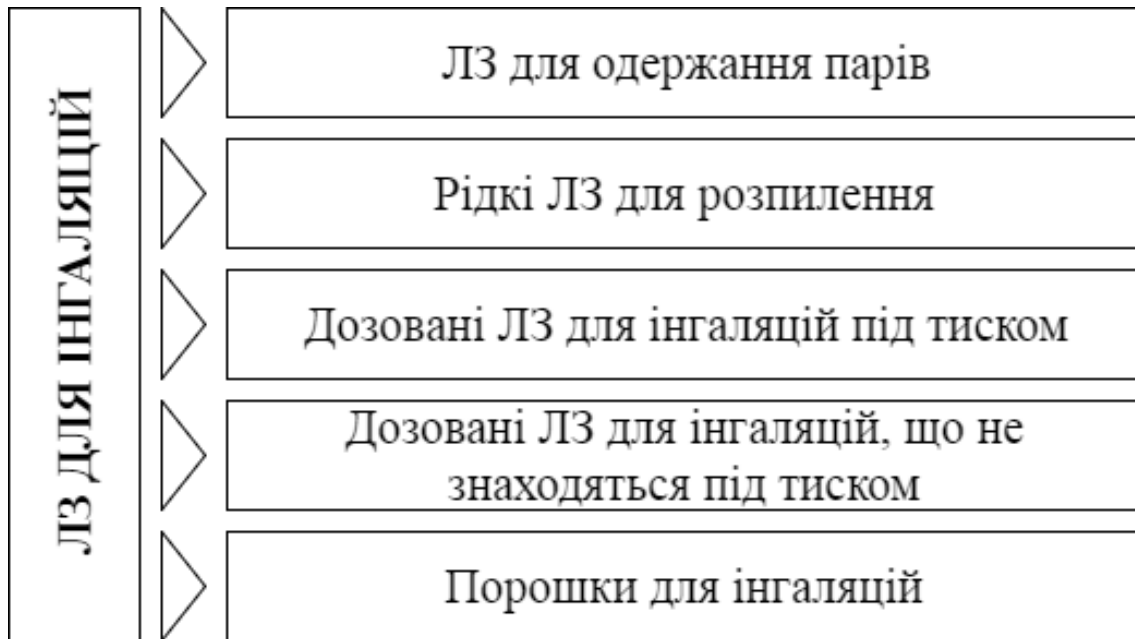 ЛЗ ДЛЯ ІНГАЛЯЦІЙ
ЛЗ для одержання парів
Рідкі ЛЗ для розпилення
Дозовані ЛЗ для інгаляцій під тиском
Дозовані ЛЗ для інгаляцій, що не
знаходяться під тиском
Порошки для інгаляцій